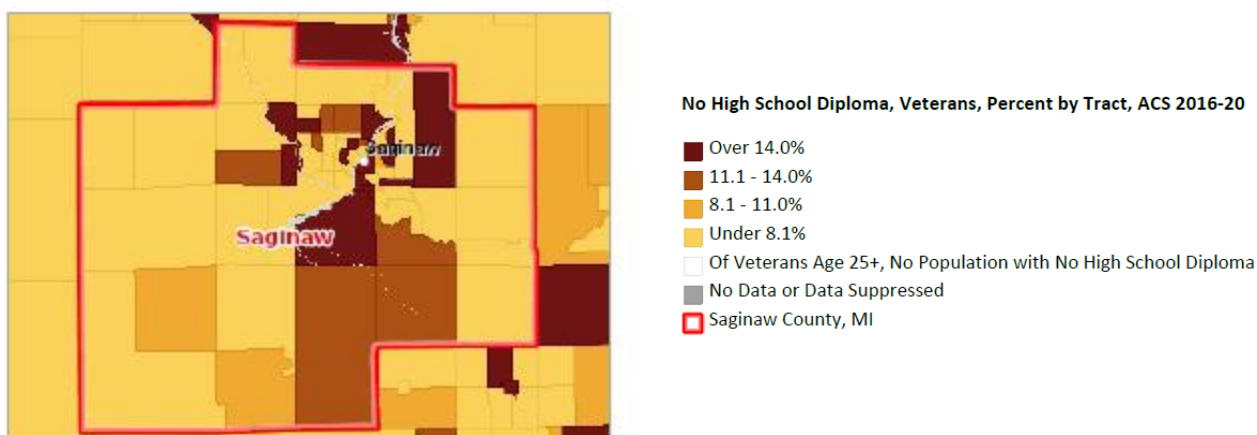 Saginaw
Saginaw
No High School Diploma, Veterans, Percent by Tract, ACS 2016-20
Over 14.0%
11.1 - 14.0%
8.1 - 11.0%
Under 8.1%
Of Veterans Age 25+, No Population with No High School Diploma
No Data or Data Suppressed
Saginaw County, MI